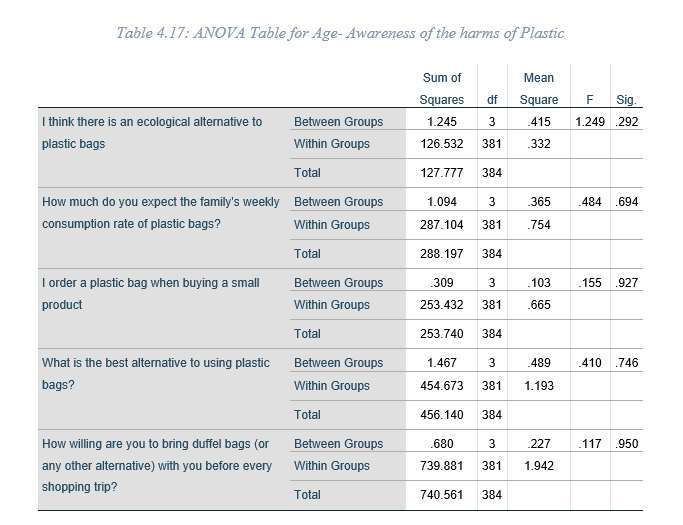 Table 4.17: ANOVA Table for Age- Awareness of the harms of Plastic
Sum of Squares df Mean Square F Sig.
I think there is an ecological alternative to Between Groups 1.245 3 .415 1.249 .292
plastic bags Within Groups 126.532 381 .332
Total 127.777 384
How much do you expect the family's weekly Between Groups 1.094 3 .365 .484 .694
consumption rate of plastic bags? Within Groups 287.104 381 .754
Total 288.197 384
I order a plastic bag when buying a small Between Groups .309 3 .103 .155 .927
product Within Groups 253.432 381 .665
Total 253.740 384
What is the best alternative to using plastic Between Groups 1.467 3 .489 .410 .746
bags? Within Groups 454.673 381 1.193
Total 456.140 384
How willing are you to bring duffel bags (or Between Groups .680 3 .227 .117 .950
any other alternative) with you before every Within Groups 739.881 381 1.942
shopping trip? Total 740.561 384